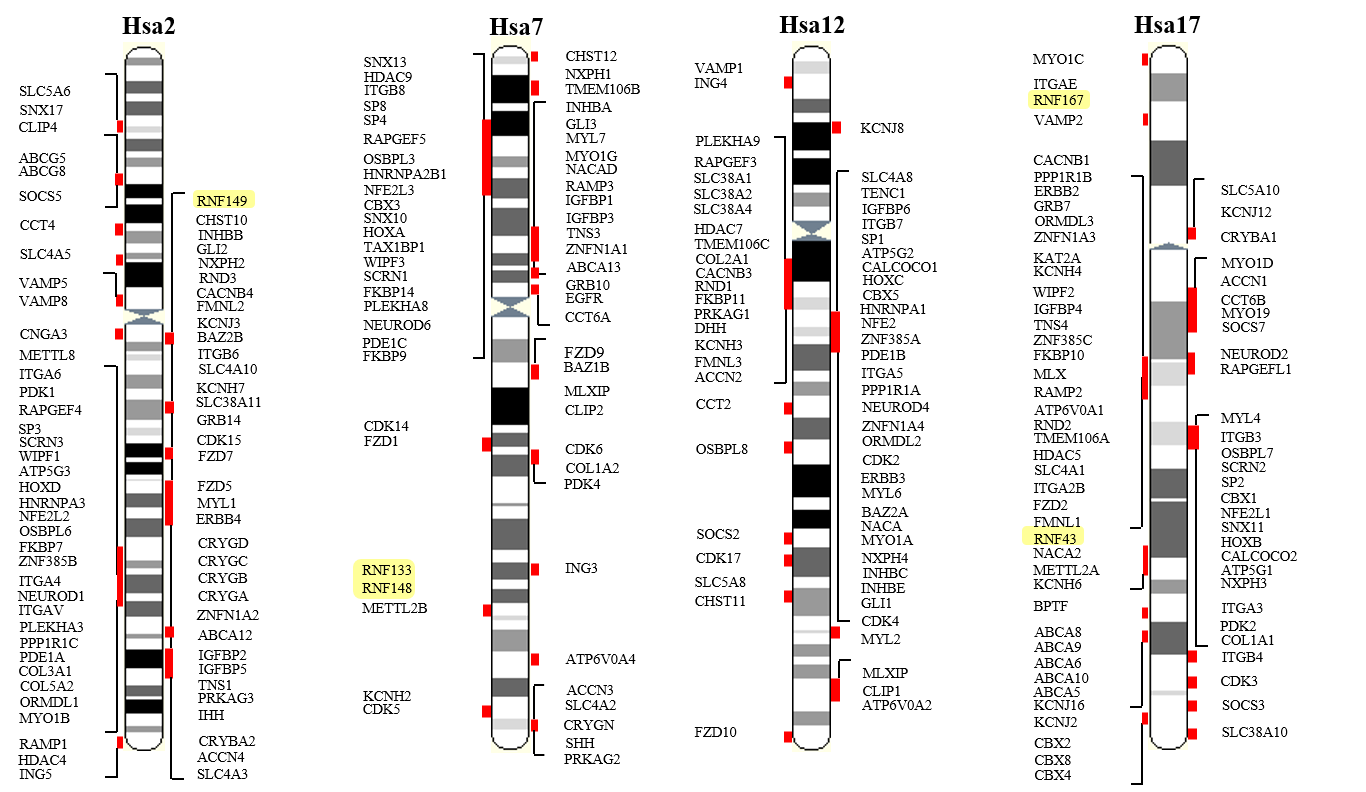 Hsa2
SLC5A6
SNX17
CLIP4
ABCG5
ABCG8
SOCS5
CCT4
SLC4A5
VAMP5
VAMP8
CNGA3
METTL8
ITGA6
PDK1
RAPGEF4
SP3
SCRN3
WIPF1
ATP5G3
HOXD
HNRNPA3
NFE2L2
OSBPL6
FKBP7
ZNF385B
ITGA4
NEUROD1
ITGAV
PLEKHA3
PPP1R1C
PDE1A
COL3A1
COL5A2
ORMDL1
MYO1B
RAMP1
HDAC4
ING5
RNF149
CHST10
INHBB
GLI2
NXPH2
RND3
CACNB4
FMNL2
KCNJ3
BAZ2B
ITGB6
SLC4A10
KCNH7
SLC38A11
GRB14
CDK15
FZD7
FZD5
MYL1
ERBB4
CRYGD
CRYGC
CRYGB
CRYGA
ZNFN1A2
ABCA12
IGFBP2
IGFBP5
TNS1
PRKAG3
IHH
CRYBA2
ACCN4
SLC4A3
Hsa7
SNX13
HDAC9
ITGB8
SP8
SP4
RAPGEF5
OSBPL3
HNRNPA2B1
NFE2L3
CBX3
SNX10
HOXA
TAX1BP1
WIPF3
SCRN1
FKBP14
PLEKHA8
NEUROD6
PDE1C
FKBP9
CDK14
FZD1
RNF133
RNF148
METTL2B
KCNH2
CDK5
CHST12
NXPH1
TMEM106B
INHBA
GLI3
MYL7
MYO1G
NACAD
RAMP3
IGFBP1
IGFBP3
TNS3
ZNFN1A1
ABCA13
GRB10
EGFR
CCT6A
FZD9
BAZ1B
MLXIP
CLIP2
CDK6
COL1A2
PDK4
ING3
ATP6V0A4
ACCN3
SLC4A2
CRYGN
SHH
PRKAG2
Hsa12
VAMP1
ING4
PLEKHA9
RAPGEF3
SLC38A1
SLC38A2
SLC38A4
HDAC7
TMEM106C
COL2A1
CACNB3
RND1
FKBP11
PRKAG1
DHH
KCNH3
FMNL3
ACCN2
CCT2
OSBPL8
SOCS2
CDK17
SLC5A8
CHST11
FZD10
KCNJ8
SLC4A8
TENC1
IGFBP6
ITGB7
SP1
ATP5G2
CALCOCO1
HOXC
CBX5
HNRNPA1
NFE2
ZNF385A
PDE1B
ITGA5
PPP1R1A
NEUROD4
ZNFN1A4
ORMDL2
CDK2
ERBB3
MYL6
BAZ2A
NACA
MYO1A
NXPH4
INHBC
INHBE
GLI1
CDK4
MYL2
MLXIP
CLIP1
ATP6V0A2
Hsa17
MYO1C
ITGAE
RNF167
VAMP2
CACNB1
PPP1R1B
ERBB2
GRB7
ORMDL3
ZNFN1A3
KAT2A
KCNH4
WIPF2
IGFBP4
TNS4
ZNF385C
FKBP10
MLX
RAMP2
ATP6V0A1
RND2
TMEM106A
HDAC5
SLC4A1
ITGA2B
FZD2
FMNL1
RNF43
NACA2
METTL2A
KCNH6
BPTF
ABCA8
ABCA9
ABCA6
ABCA10
ABCA5
KCNJ16
KCNJ2
CBX2
CBX8
CBX4
SLC5A10
KCNJ12
CRYBA1
MYO1D
ACCN1
CCT6B
MYO19
SOCS7
NEUROD2
RAPGEFL1
MYL4
ITGB3
OSBPL7
SCRN2
SP2
CBX1
NFE2L1
SNX11
HOXB
CALCOCO2
ATP5G1
NXPH3
ITGA3
PDK2
COL1A1
ITGB4
CDK3
SOCS3
SLC38A10